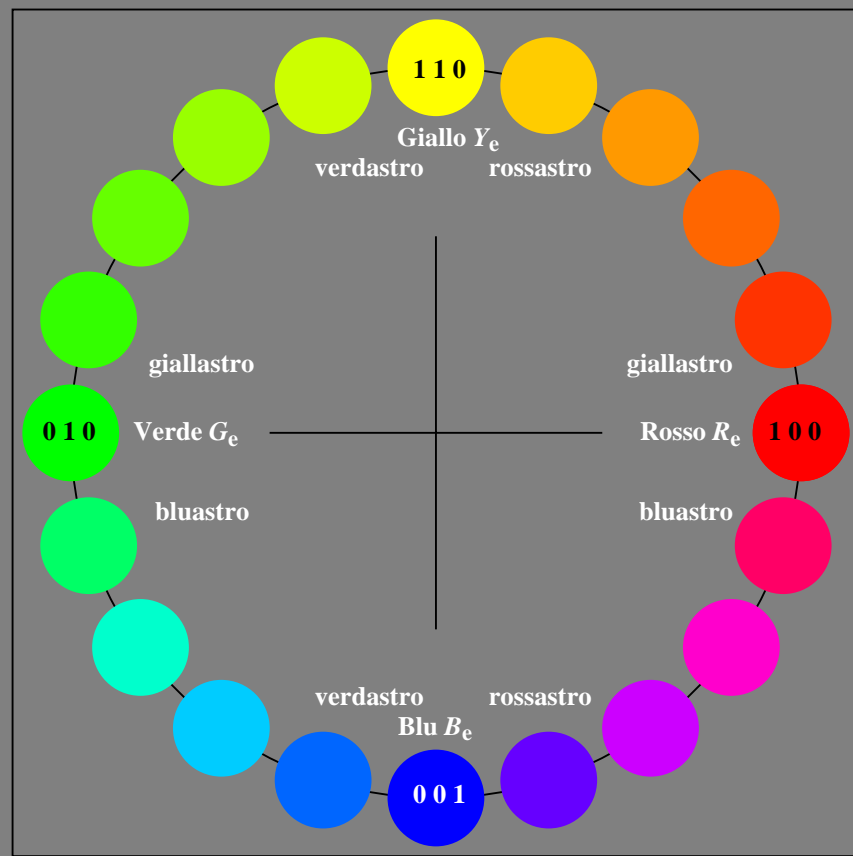 1 1 0
Giallo Yₑ
verdastro rossastro
giallastro giallastro
0 1 0 Verde Gₑ Rosso Rₑ 1 0 0
bluastro bluastro
verdastro rossastro
Blu Bₑ
0 0 1